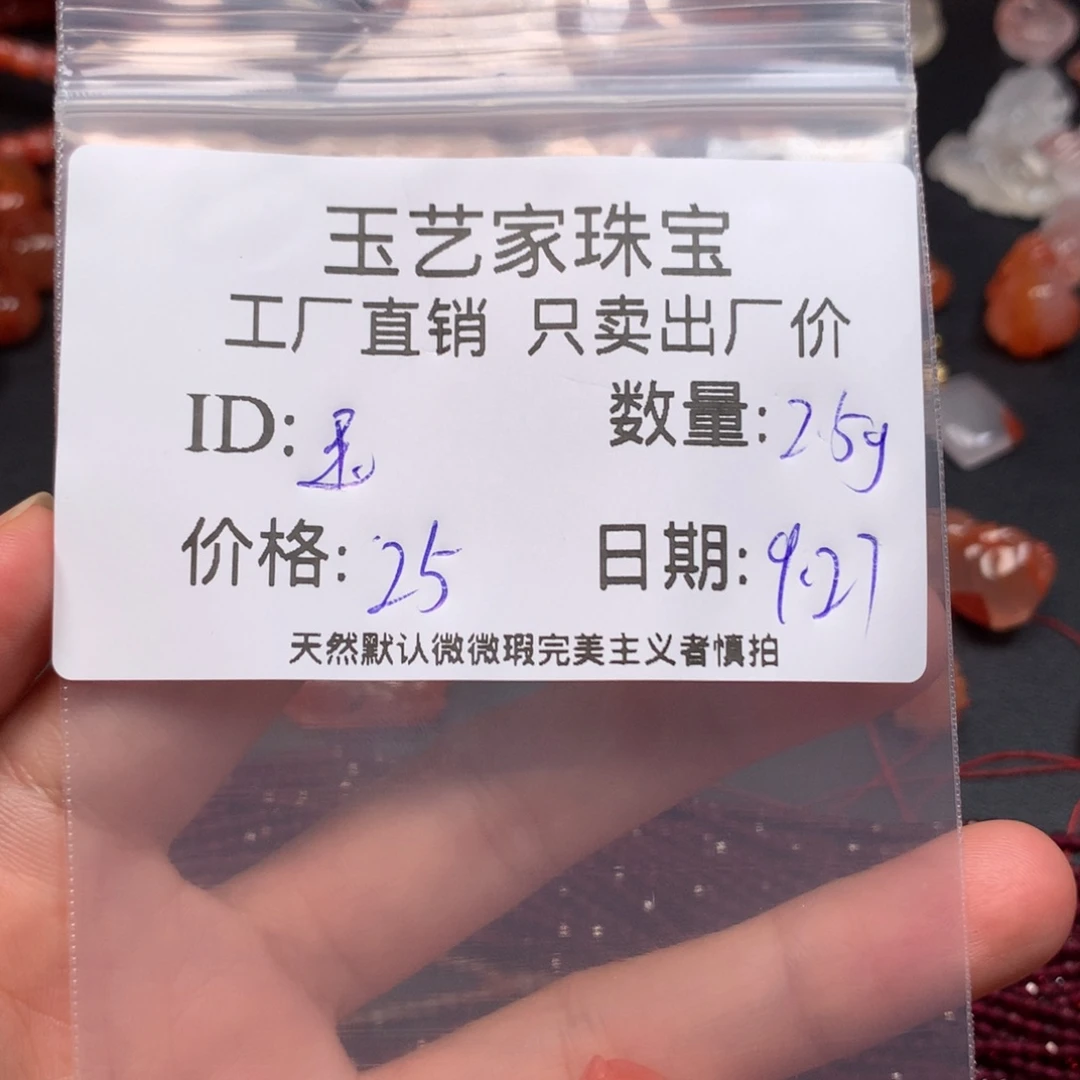 玉艺家珠宝
工厂直销 只卖出厂价
ID: 数量: 2.5g
价格: 25 日期: 9.27
天然默认微微瑕完美主义者慎拍